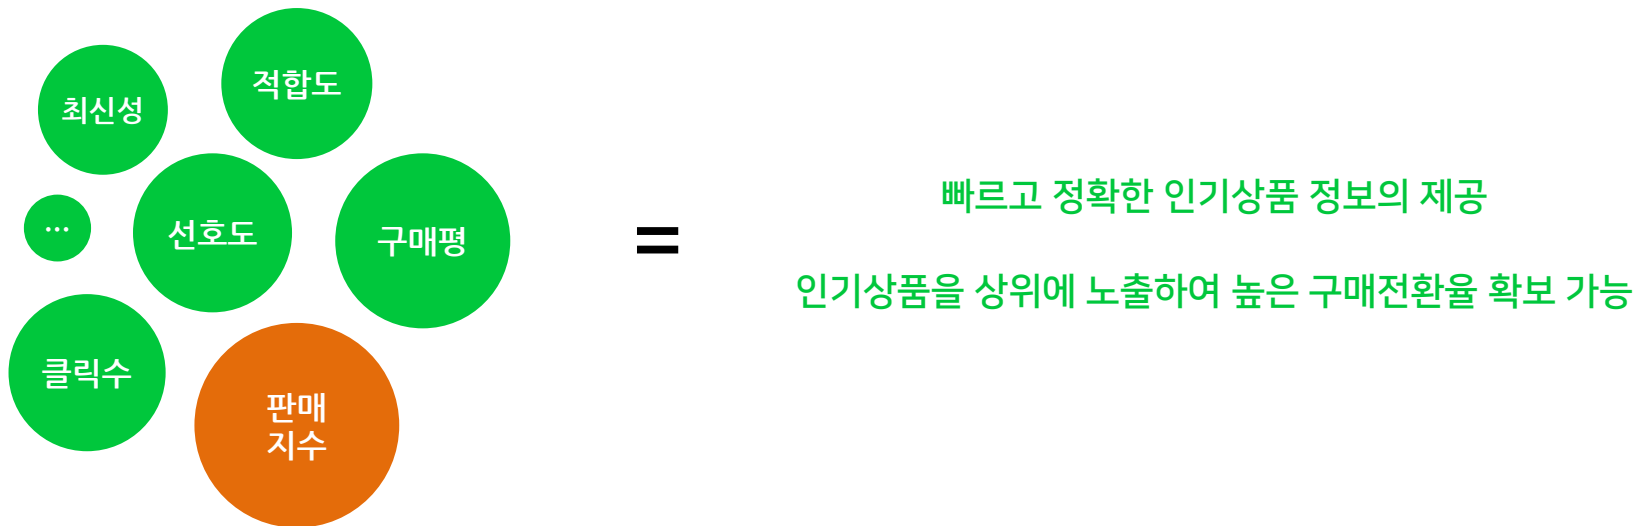 적합도
최신성
...
선호도
구매평
클릭수
판매
지수
=
빠르고 정확한 인기상품 정보의 제공
인기상품을 상위에 노출하여 높은 구매전환율 확보 가능